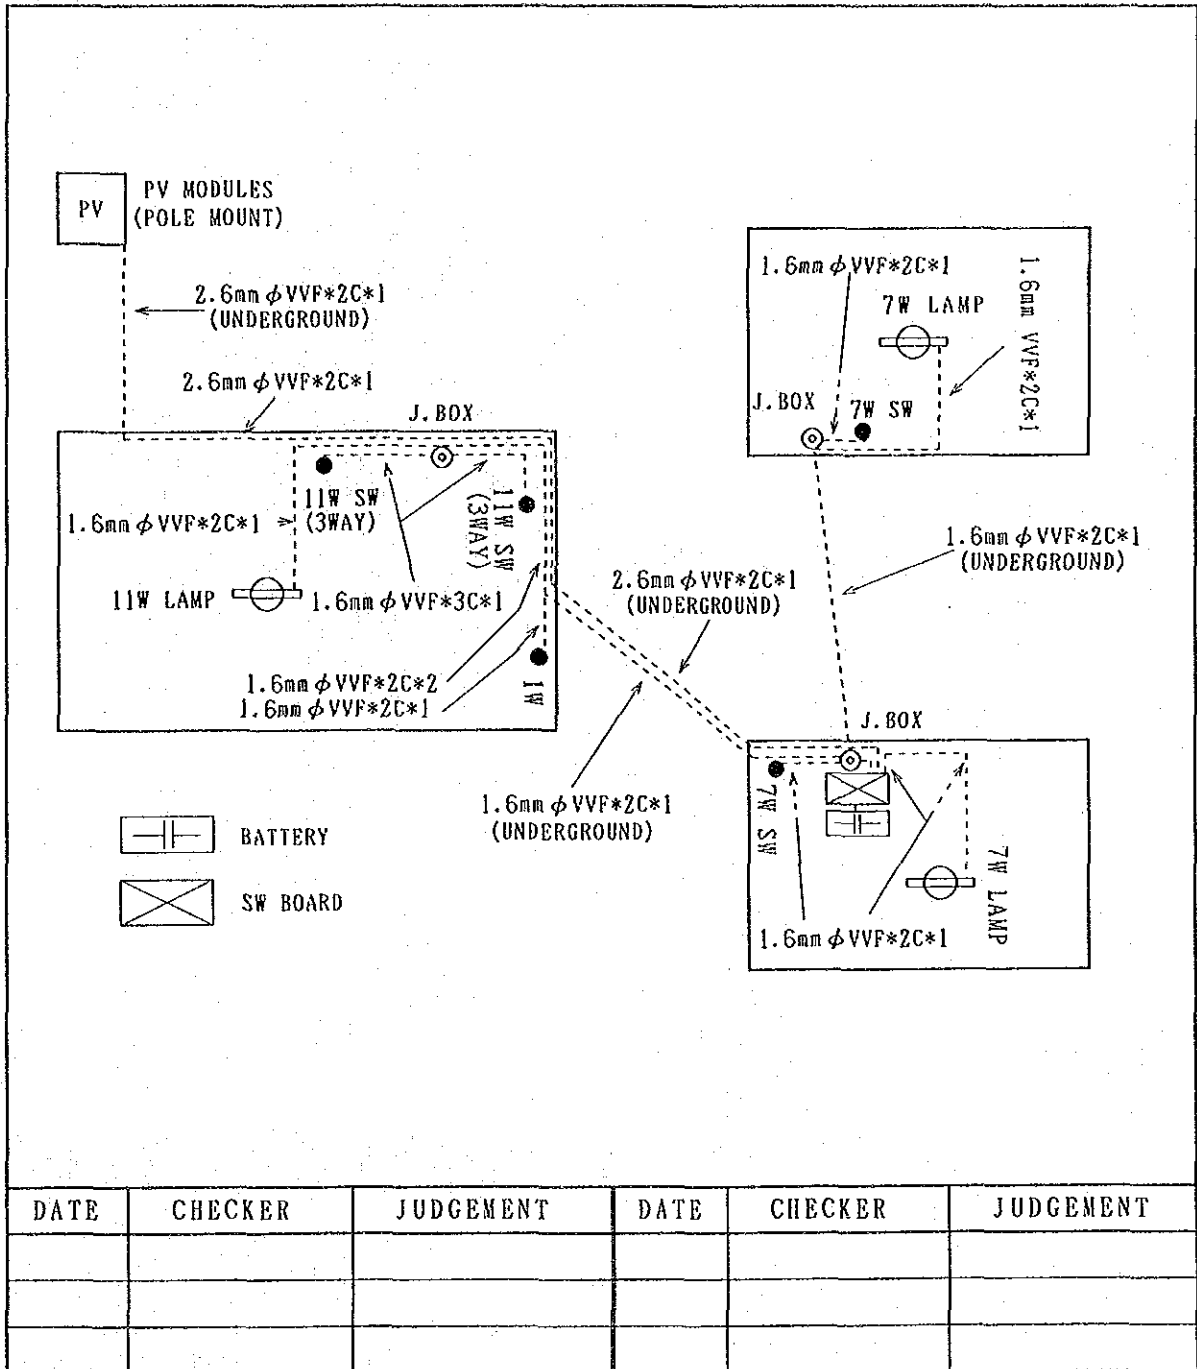 PV
PV MODULES
(POLE MOUNT)
2.6mm φ VVF*2C*1
(UNDERGROUND)
2.6mm φ VVF*2C*1
J.BOX
11W SW
(3WAY)
11W SW
(3WAY)
1.6mm φ VVF*2C*1
11W LAMP
1.6mm φ VVF*3C*1
1.6mm φ VVF*2C*2
1.6mm φ VVF*2C*1
1W
1.6mm φ VVF*2C*1
7W LAMP
1.6mm VVF*2C*1
J.BOX
7W SW
1.6mm φ VVF*2C*1
(UNDERGROUND)
2.6mm φ VVF*2C*1
(UNDERGROUND)
1.6mm φ VVF*2C*1
(UNDERGROUND)
J.BOX
7W SW
7W LAMP
1.6mm φ VVF*2C*1
BATTERY
SW BOARD
DATE CHECKER JUDGEMENT DATE CHECKER JUDGEMENT